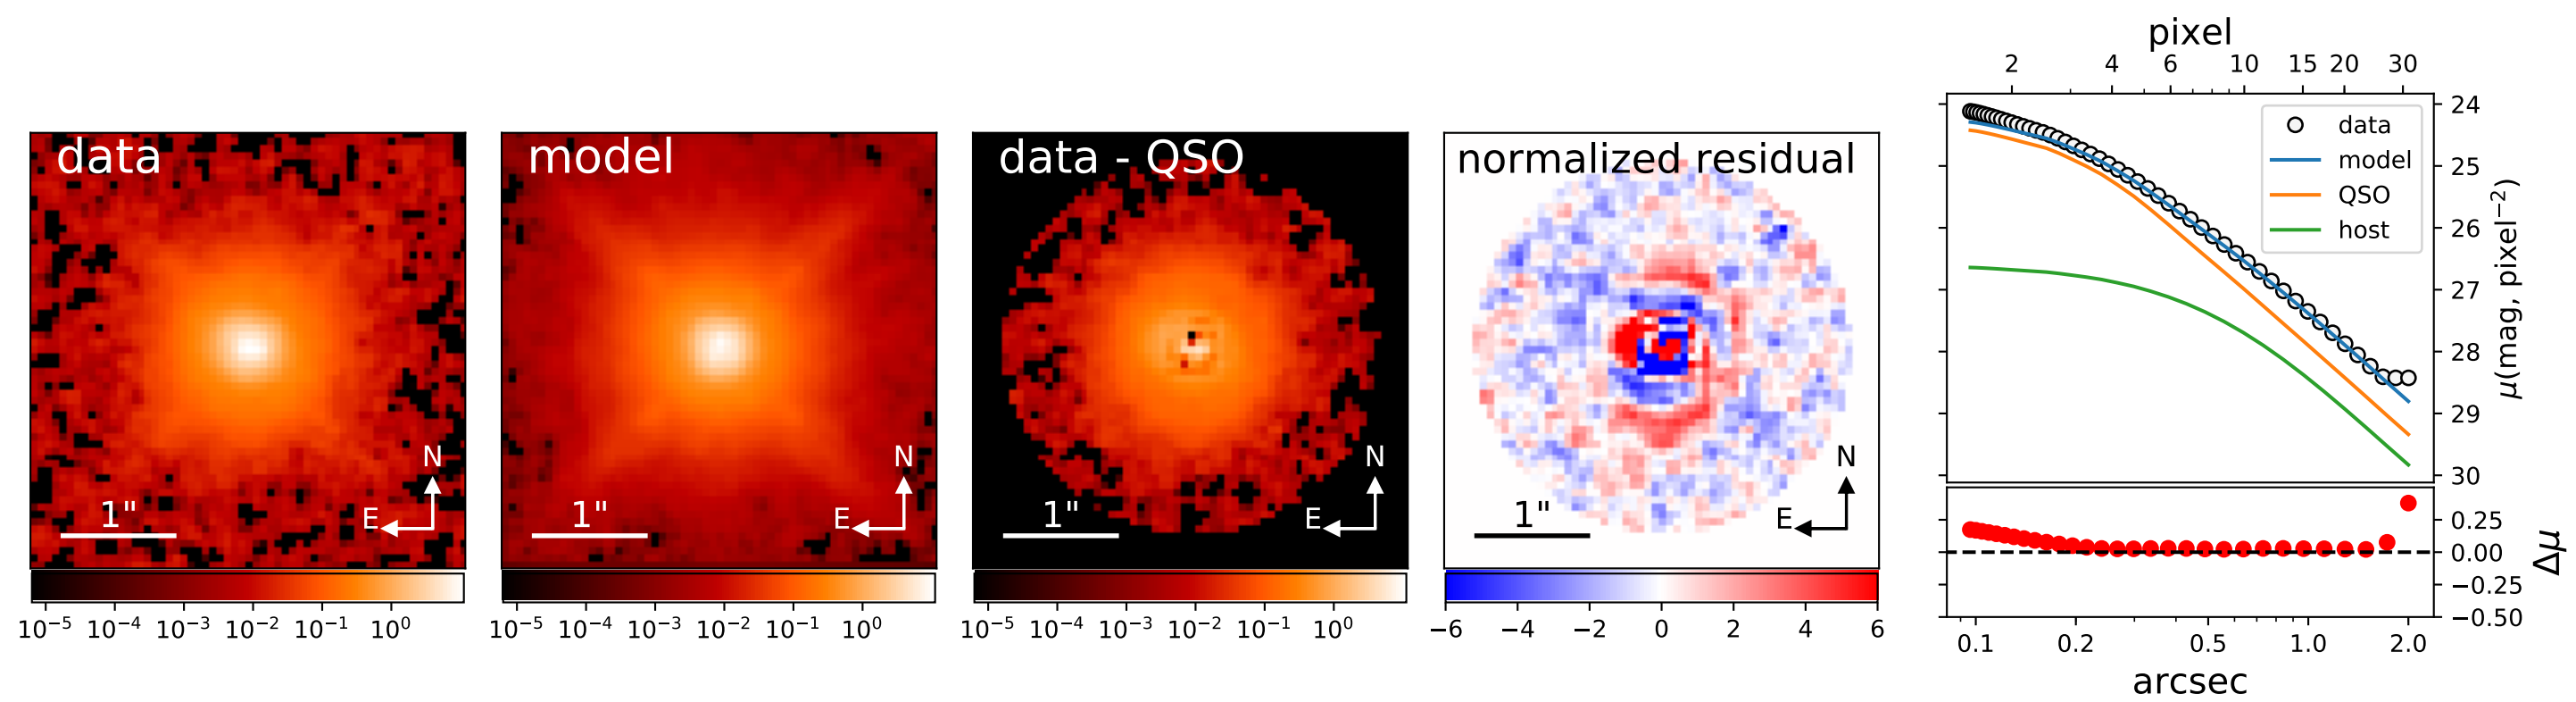 data
N
E
1"
10⁻⁵ 10⁻⁴ 10⁻³ 10⁻² 10⁻¹ 10⁰
model
N
E
1"
10⁻⁵ 10⁻⁴ 10⁻³ 10⁻² 10⁻¹ 10⁰
data - QSO
N
E
1"
10⁻⁵ 10⁻⁴ 10⁻³ 10⁻² 10⁻¹ 10⁰
normalized residual
N
E
1"
−6 −4 −2 0 2 4 6
pixel
2 4 6 10 15 20 30
data
model
QSO
host
24
25
26
27
28
29
30
μ(mag, pixel⁻²)
0.25
0.00
−0.25
−0.50
Δμ
0.1 0.2 0.5 1.0 2.0
arcsec